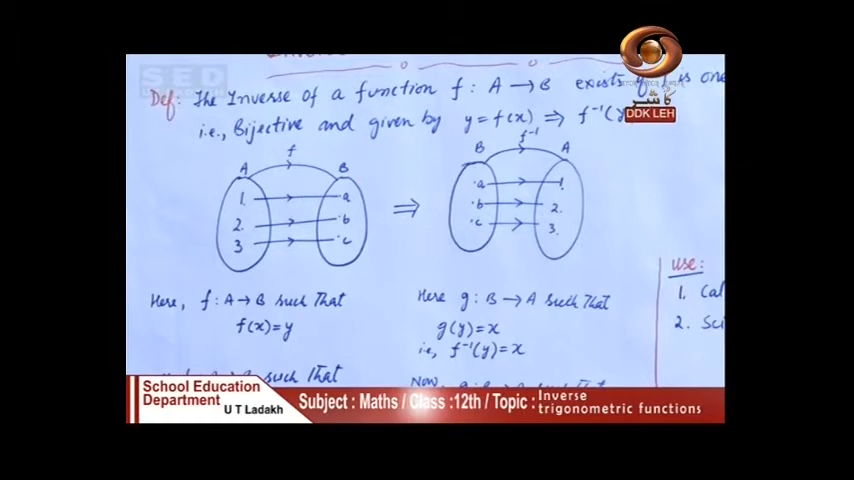 SED
كأشر
DDK LEH
Def: The Inverse of a function f : A → B exists if f is one
i.e., Bijective and given by y = f(x) ⇒ f⁻¹(y
f
A B
1. a
2. b
3 c
⇒
f⁻¹
B A
a 1.
b 2.
c 3.
Here, f : A → B such that
f(x) = y
Here g : B → A such that
g(y) = x
i.e, f⁻¹(y) = x
use:
1. Cal
2. Sci
such that
Now
School Education
Department
U T Ladakh
Subject : Maths / Class :12th / Topic : Inverse
trigonometric functions